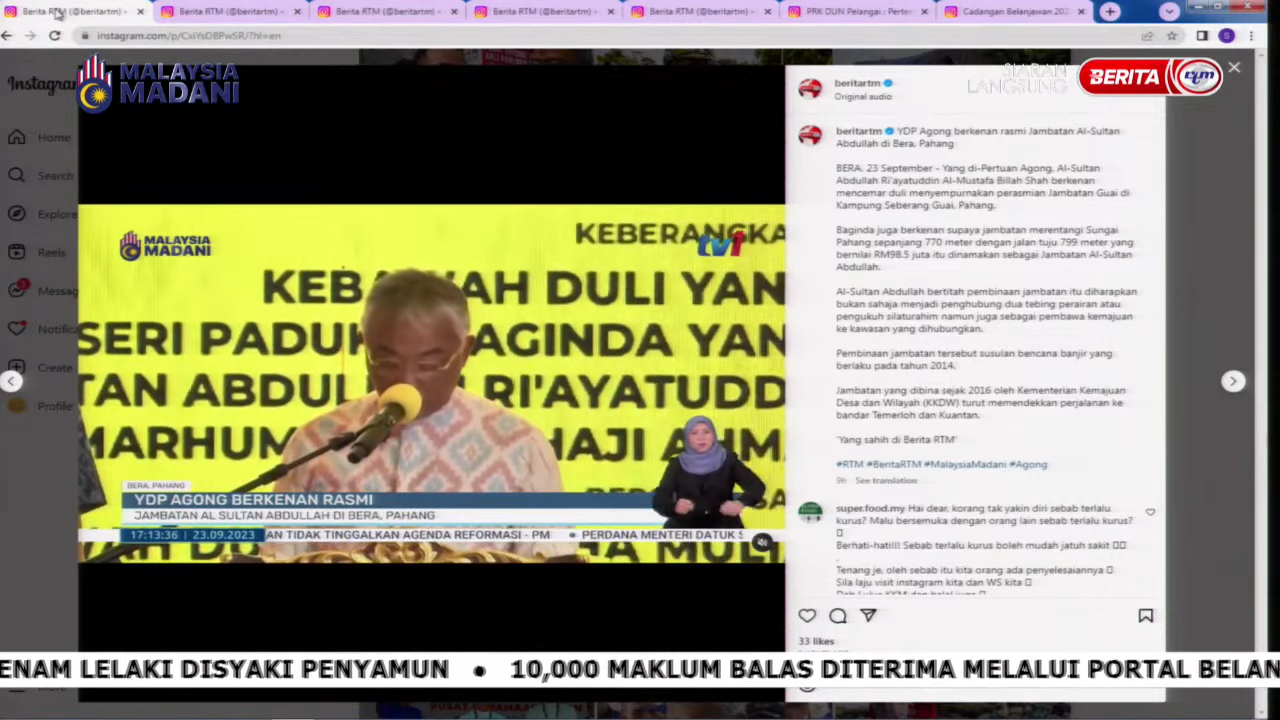 Berita RTM (@beritartm) -
Berita RTM (@beritartm) -
Berita RTM (@beritartm) -
Berita RTM (@beritartm) -
Berita RTM (@beritartm) -
PRK DUN Pelangai : Perter
Cadangan Belanjawan 202
instagram.com/p/CxiYsDBPwSR/?hl=en
S
Instagram
MALAYSIA
MADANI
SIARAN
LANGSUNG
BERITA rtm
Home
Search
Explore
Reels
Messag
Notifica
Create
Profile
KEBERANGKA
MALAYSIA
MADANI
tv1
KEBAWAH DULI YAN
SERI PADUKA BAGINDA YAN
TAN ABDUL RI'AYATUDD
MARHUM HAJI AHM
BERA, PAHANG
YDP AGONG BERKENAN RASMI
JAMBATAN AL SULTAN ABDULLAH DI BERA, PAHANG
17:13:36 | 23.09.2023 AN TIDAK TINGGALKAN AGENDA REFORMASI - PM ● PERDANA MENTERI DATUK S
beritartm
Original audio
beritartm YDP Agong berkenan rasmi Jambatan Al-Sultan
Abdullah di Bera, Pahang
BERA, 23 September - Yang di-Pertuan Agong, Al-Sultan
Abdullah Ri'ayatuddin Al-Mustafa Billah Shah berkenan
mencemar duli menyempurnakan perasmian Jambatan Guai di
Kampung Seberang Guai, Pahang.
Baginda juga berkenan supaya jambatan merentangi Sungai
Pahang sepanjang 770 meter dengan jalan tuju 799 meter yang
bernilai RM98.5 juta itu dinamakan sebagai Jambatan Al-Sultan
Abdullah.
Al-Sultan Abdullah bertitah pembinaan jambatan itu diharapkan
bukan sahaja menjadi penghubung dua tebing perairan atau
pengukuh silaturahim namun juga sebagai pembawa kemajuan
ke kawasan yang dihubungkan.
Pembinaan jambatan tersebut susulan bencana banjir yang
berlaku pada tahun 2014.
Jambatan yang dibina sejak 2016 oleh Kementerian Kemajuan
Desa dan Wilayah (KKDW) turut memendekkan perjalanan ke
bandar Temerloh dan Kuantan.
'Yang sahih di Berita RTM'
#RTM #BeritaRTM #MalaysiaMadani #Agong
9h See translation
super.food.my Hai dear, korang tak yakin diri sebab terlalu
kurus? Malu bersemuka dengan orang lain sebab terlalu kurus?
Berhati-hati!!! Sebab terlalu kurus boleh mudah jatuh sakit
.
Tenang je, oleh sebab itu kita orang ada penyelesaiannya
Sila laju visit instagram kita dan WS kita
Dah Lulus KKM dan halal juga
33 likes
ENAM LELAKI DISYAKI PENYAMUN ● 10,000 MAKLUM BALAS DITERIMA MELALUI PORTAL BELAN